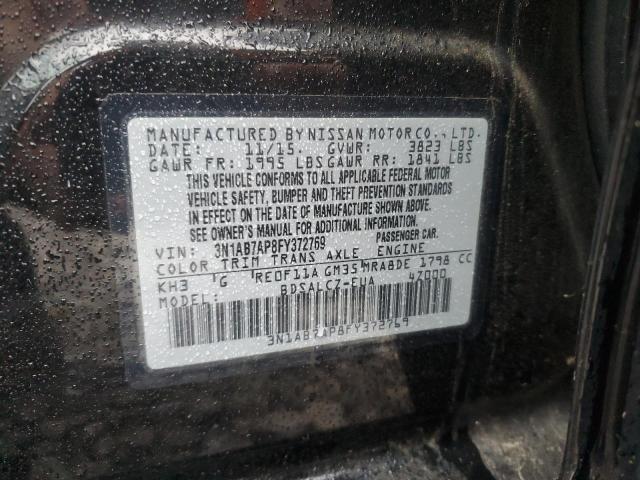 MANUFACTURED BY NISSAN MOTOR CO., LTD.
DATE: 11/15. GVWR: 3823 LBS
GAWR FR: 1995 LBS GAWR RR: 1841 LBS
THIS VEHICLE CONFORMS TO ALL APPLICABLE FEDERAL MOTOR
VEHICLE SAFETY, BUMPER AND THEFT PREVENTION STANDARDS
IN EFFECT ON THE DATE OF MANUFACTURE SHOWN ABOVE.
SEE OWNER'S MANUAL FOR ADDITIONAL INFORMATION.
VIN: 3N1AB7AP8FY372769 PASSENGER CAR.
COLOR TRIM TRANS AXLE ENGINE
KH3 G RE0F11A GM35 MRA8DE 1798 CC
MODEL: BDSALCZ-EUA 47000
3N1AB7AP8FY372769